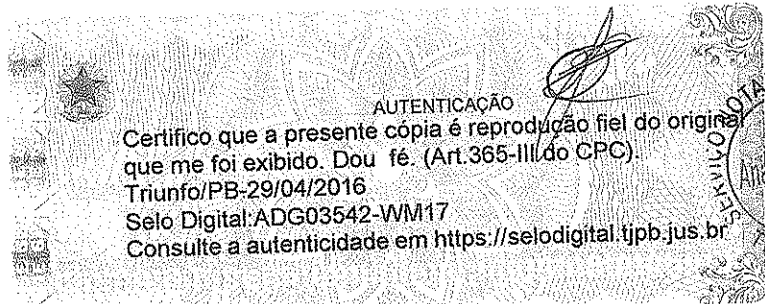 AUTENTICAÇÃO
Certifico que a presente cópia é reprodução fiel do original
que me foi exibido. Dou fé. (Art.365-III do CPC).
Triunfo/PB-29/04/2016
Selo Digital:ADG03542-WM17
Consulte a autenticidade em https://selodigital.tjpb.jus.br